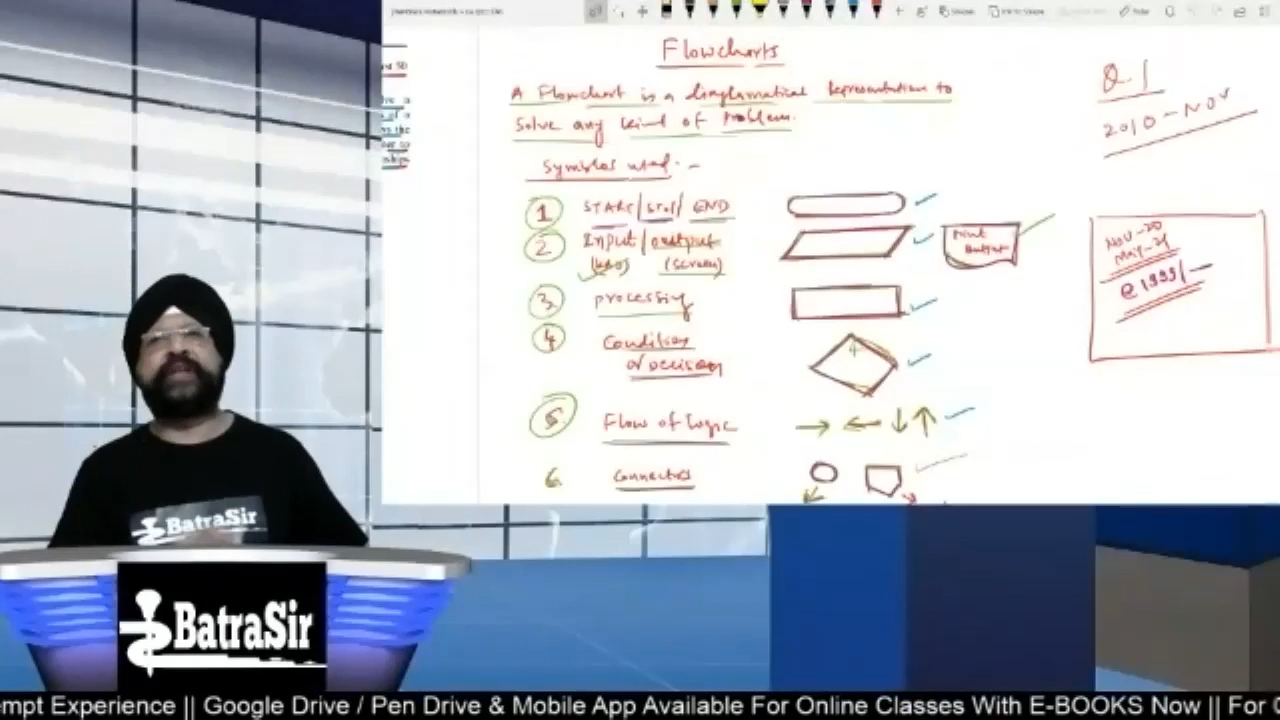 Flowcharts
A Flowchart is a diagramatical Representation to
Solve any kind of Problem.
Symbols used -
1 START/Stop/ END
2 Input/output
(KBD) (Screen)
Print
Output
3 processing
4 Condition
or Decision
5 Flow of logic
6 Connectors
Q.1
2010 - NOV
NOV-20
MAY-21
@ 1999/-
BatraSir
BatraSir
empt Experience || Google Drive / Pen Drive & Mobile App Available For Online Classes With E-BOOKS Now || For